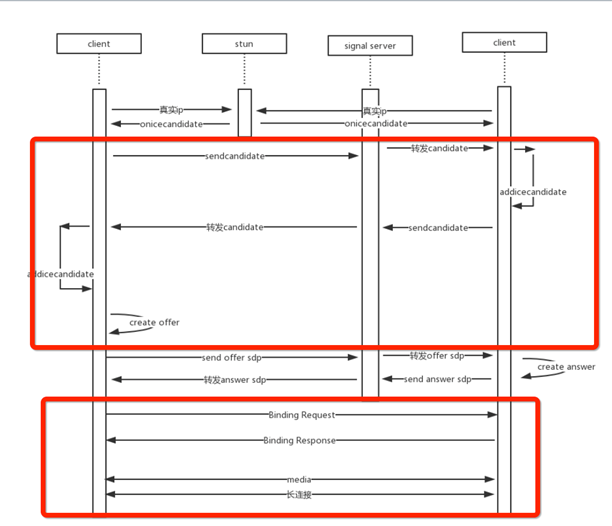 client
stun
signal server
client
真实ip
真实ip
onicecandidate
onicecandidate
sendcandidate
转发candidate
addicecandidate
转发candidate
sendcandidate
addicecandidate
create offer
send offer sdp
转发offer sdp
create answer
转发answer sdp
send answer sdp
Binding Request
Binding Response
media
长连接